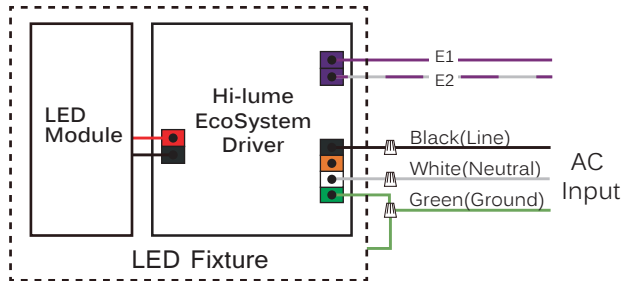 LED
Module
Hi-lume
EcoSystem
Driver
E1
E2
Black(Line)
White(Neutral)
Green(Ground)
AC
Input
LED Fixture